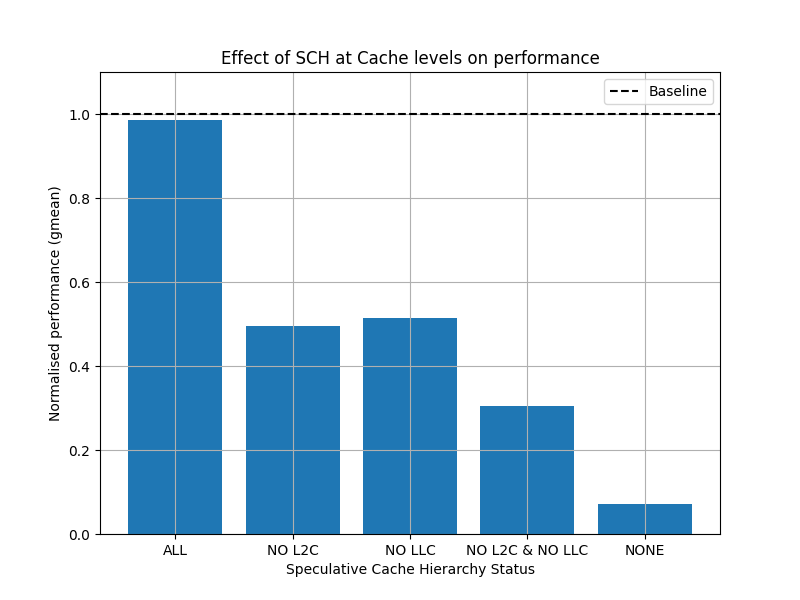 Effect of SCH at Cache levels on performance
Baseline
Normalised performance (gmean)
1.0
0.8
0.6
0.4
0.2
0.0
ALL
NO L2C
NO LLC
NO L2C & NO LLC
NONE
Speculative Cache Hierarchy Status